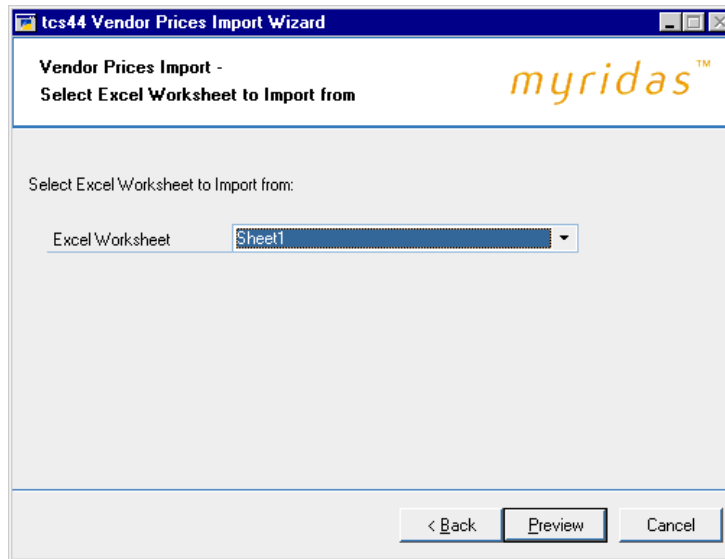 tcs44 Vendor Prices Import Wizard
Vendor Prices Import -
Select Excel Worksheet to Import from
myridas™
Select Excel Worksheet to Import from:
Excel Worksheet Sheet1
< Back Preview Cancel